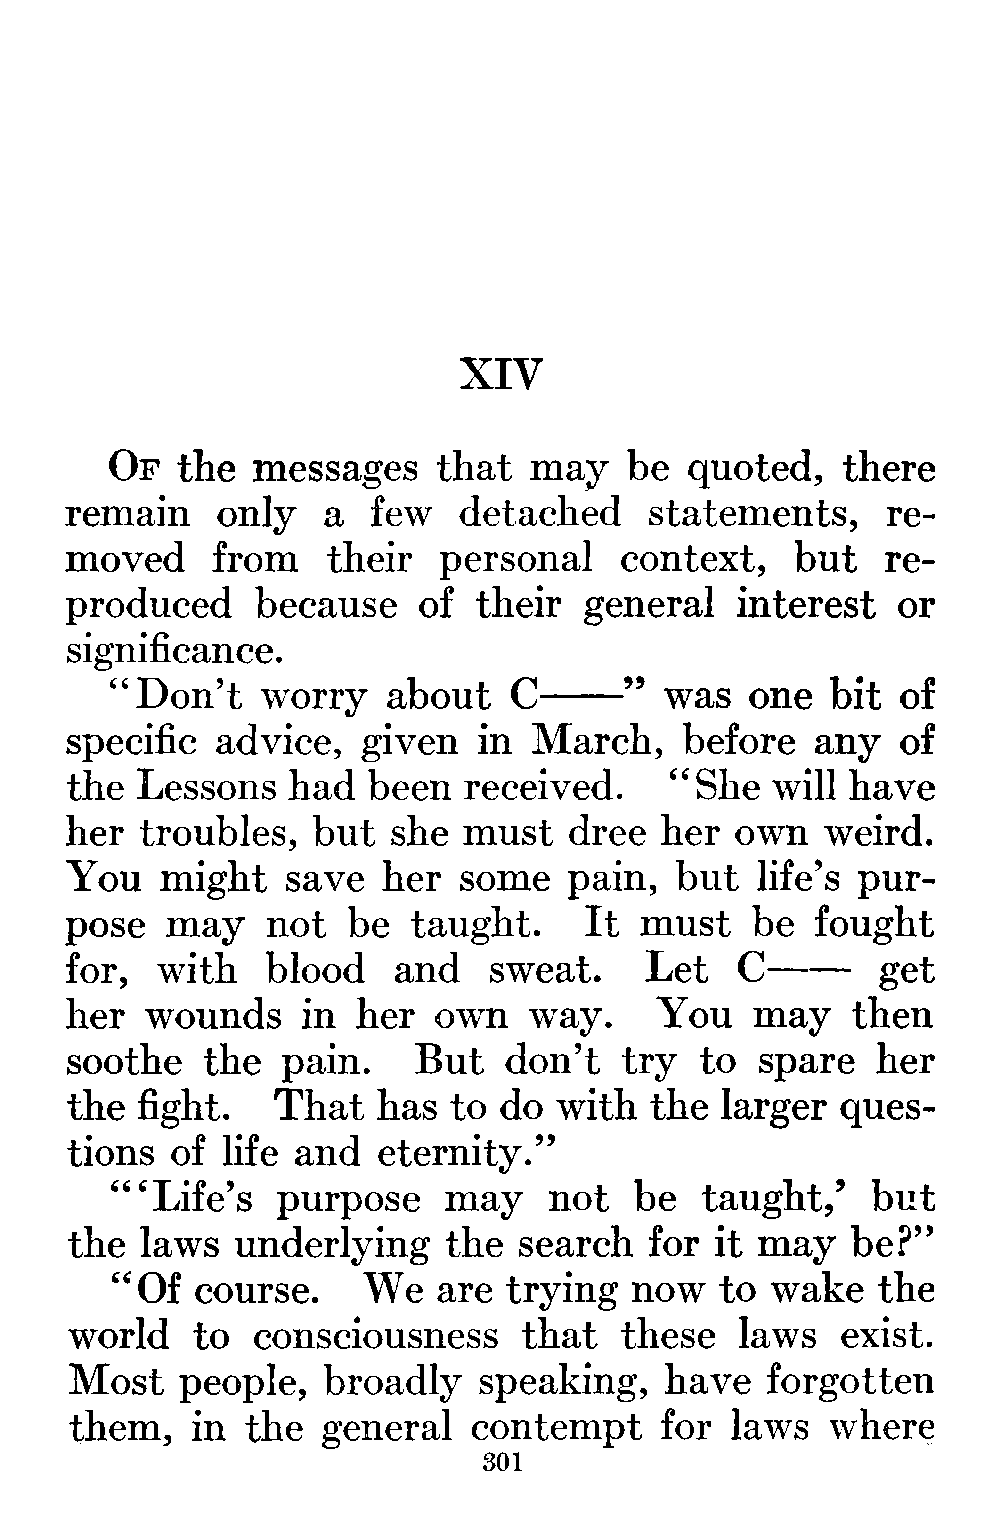 XIV
OF the messages that may be quoted, there
remain only a few detached statements, re-
moved from their personal context, but re-
produced because of their general interest or
significance.
"Don't worry about C——" was one bit of
specific advice, given in March, before any of
the Lessons had been received. "She will have
her troubles, but she must dree her own weird.
You might save her some pain, but life's pur-
pose may not be taught. It must be fought
for, with blood and sweat. Let C—— get
her wounds in her own way. You may then
soothe the pain. But don't try to spare her
the fight. That has to do with the larger ques-
tions of life and eternity."
"'Life's purpose may not be taught,' but
the laws underlying the search for it may be?"
"Of course. We are trying now to wake the
world to consciousness that these laws exist.
Most people, broadly speaking, have forgotten
them, in the general contempt for laws where
301